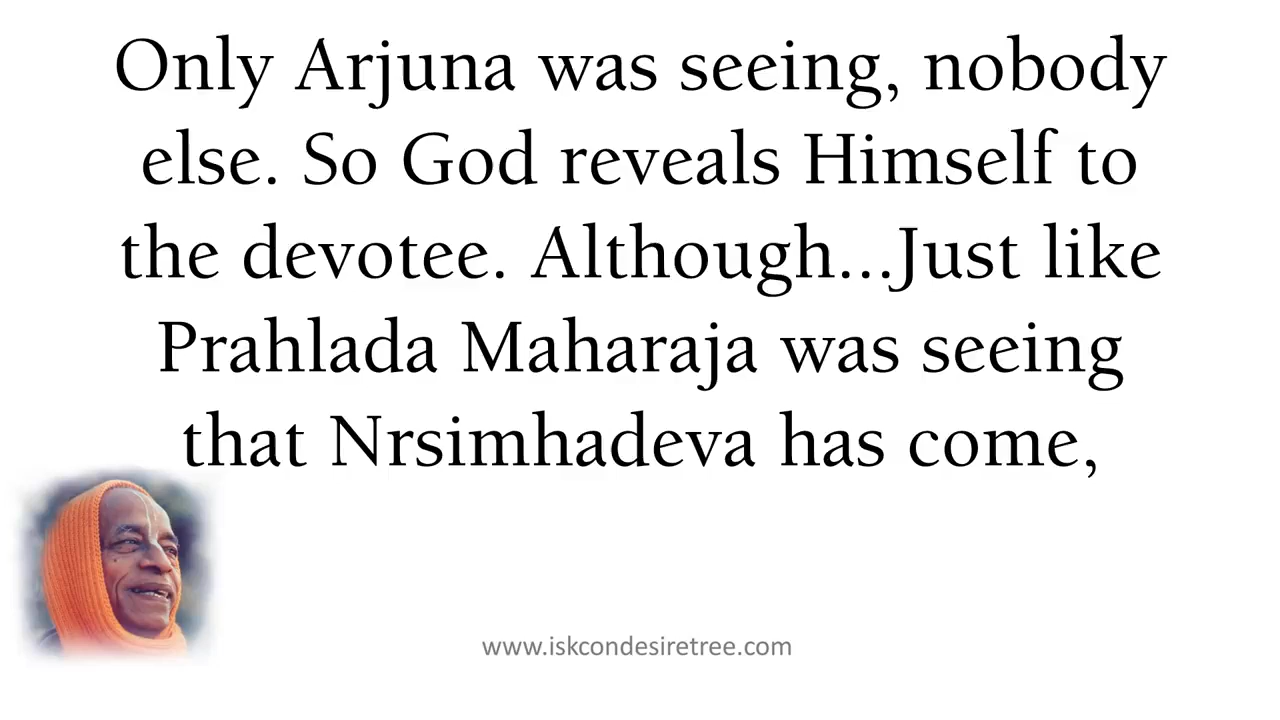 Only Arjuna was seeing, nobody
else. So God reveals Himself to
the devotee. Although...Just like
Prahlada Maharaja was seeing
that Nrsimhadeva has come,
www.iskcondesiretree.com